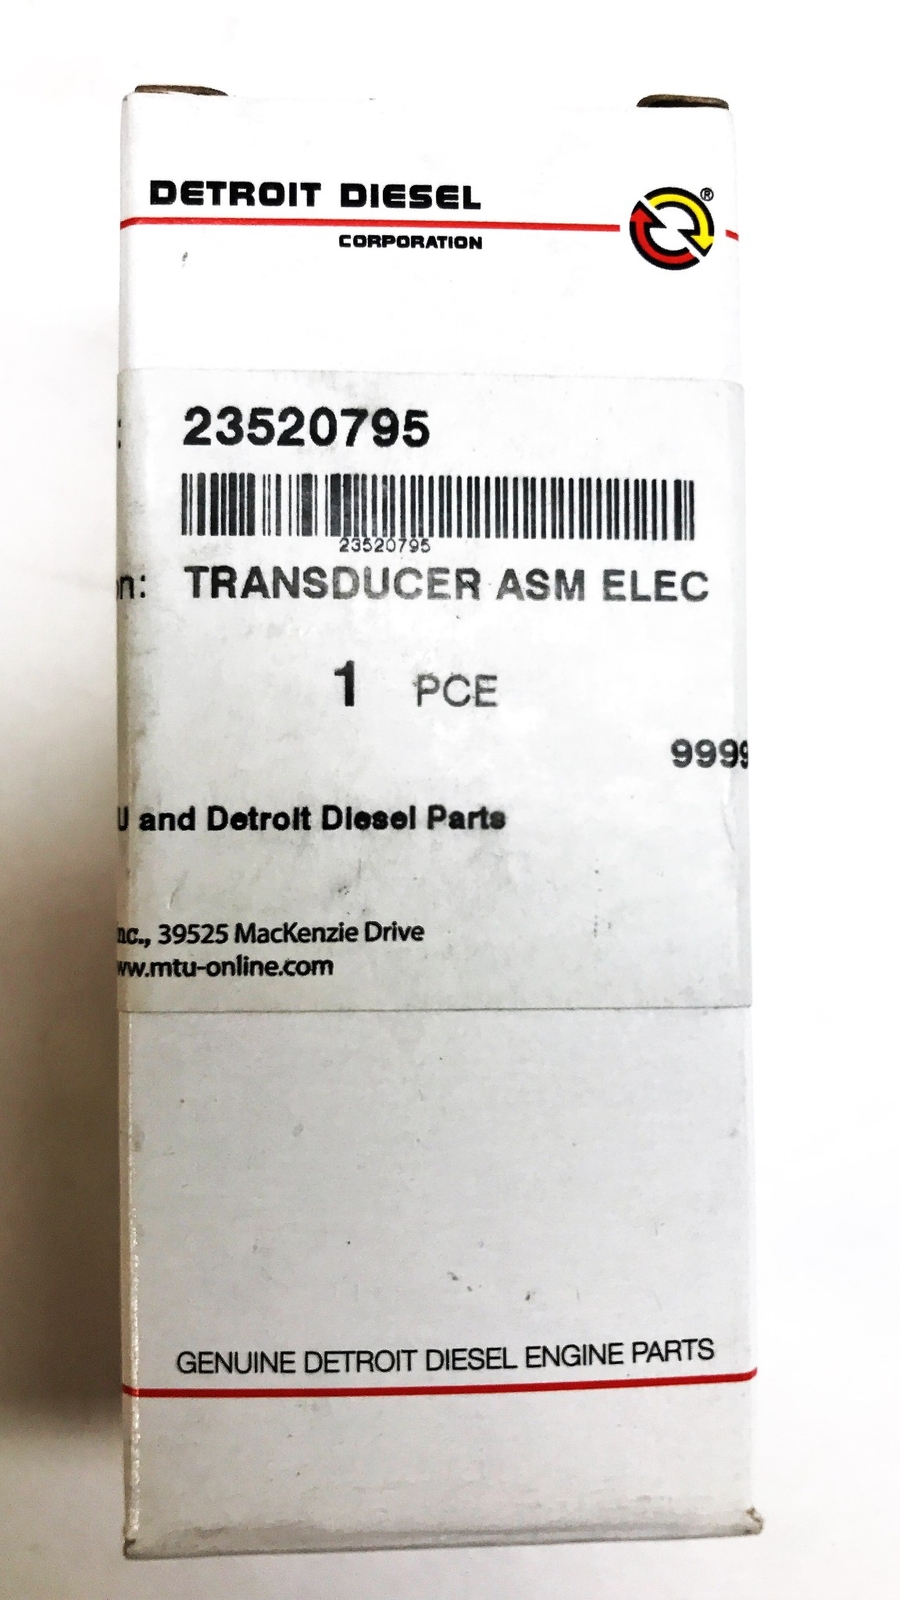 DETROIT DIESEL
®
CORPORATION
: 23520795
23520795
n: TRANSDUCER ASM ELEC
1 PCE
9999
U and Detroit Diesel Parts
nc., 39525 MacKenzie Drive
ww.mtu-online.com
GENUINE DETROIT DIESEL ENGINE PARTS